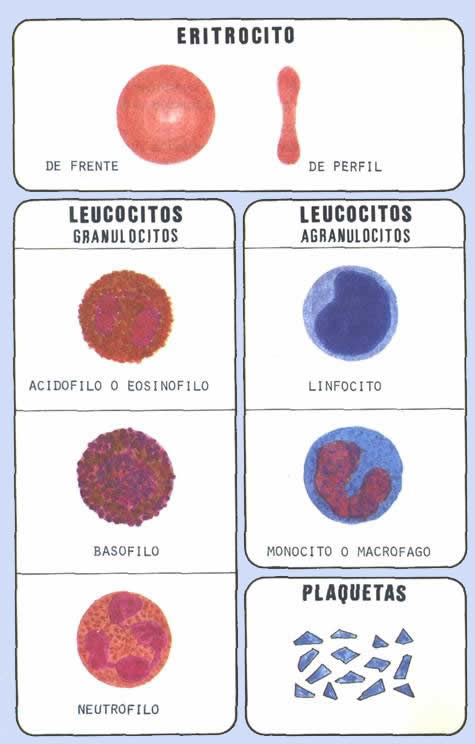 ERITROCITO
DE FRENTE
DE PERFIL
LEUCOCITOS
GRANULOCITOS
ACIDOFILO O EOSINOFILO
BASOFILO
NEUTROFILO
LEUCOCITOS
AGRANULOCITOS
LINFOCITO
MONOCITO O MACROFAGO
PLAQUETAS